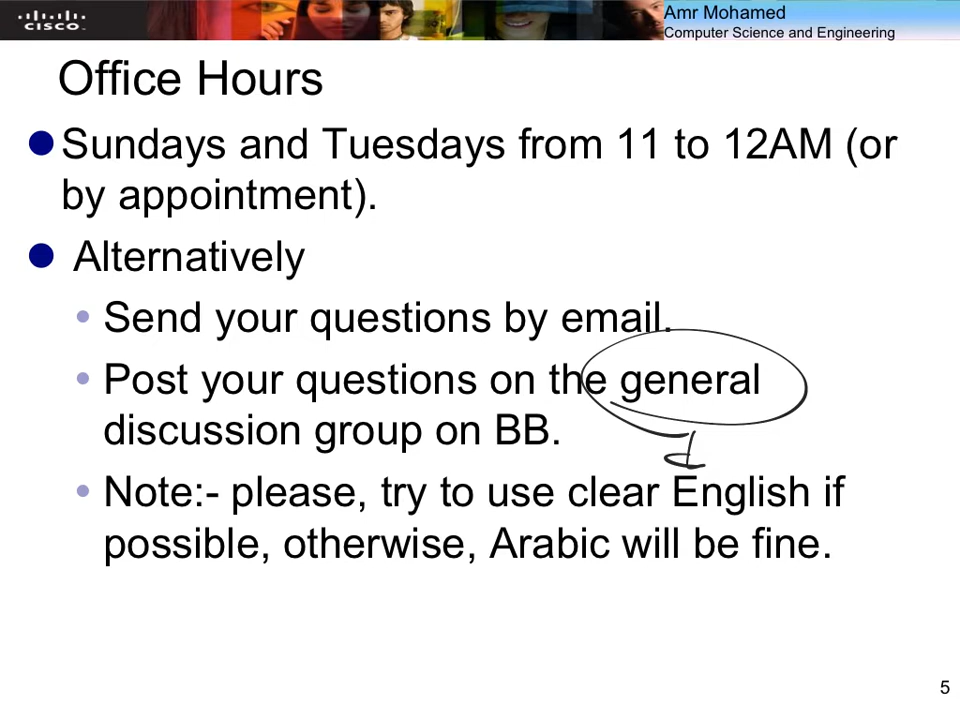 CISCO
Amr Mohamed
Computer Science and Engineering
Office Hours
Sundays and Tuesdays from 11 to 12AM (or
by appointment).
Alternatively
Send your questions by email.
Post your questions on the general
discussion group on BB.
Note:- please, try to use clear English if
possible, otherwise, Arabic will be fine.
5